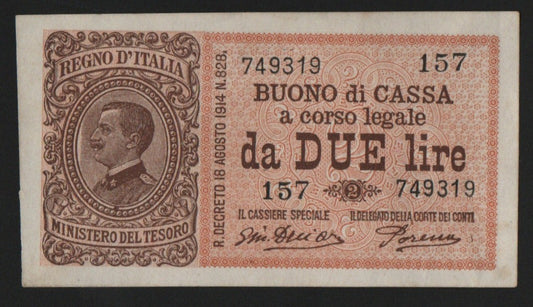 REGNO D'ITALIA
MINISTERO DEL TESORO
R. DECRETO 18 AGOSTO 1914 N.828.
749319 157
BUONO di CASSA
a corso legale
da DUE lire
157 2 749319
IL CASSIERE SPECIALE IL DELEGATO DELLA CORTE DEI CONTI